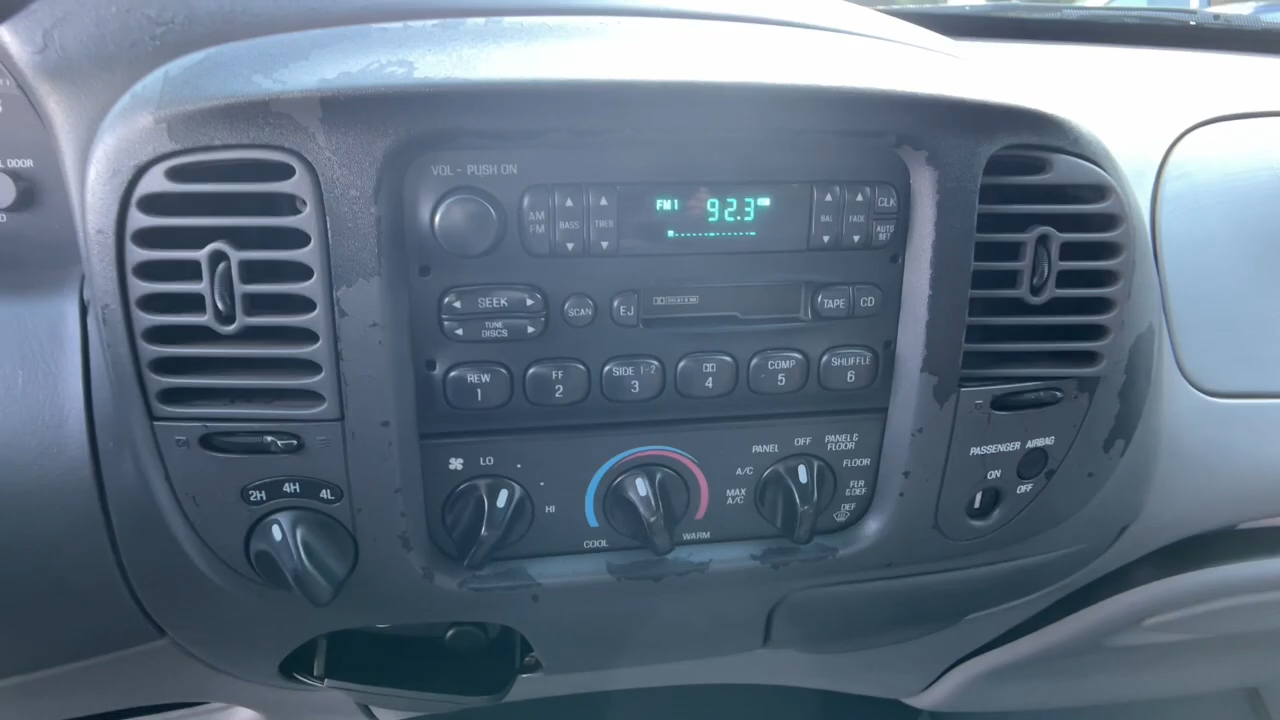 L DOOR
VOL - PUSH ON
AM
FM
BASS
TREB
FM1 92.3
BAL
FADE
CLK
AUTO
SET
SEEK
TUNE
DISCS
SCAN
EJ
TAPE
CD
REW
1
FF
2
SIDE 1-2
3
4
COMP
5
SHUFFLE
6
LO
HI
COOL
WARM
MAX
A/C
A/C
PANEL
OFF
PANEL &
FLOOR
FLOOR
FLR
& DEF
DEF
2H 4H 4L
PASSENGER AIRBAG
ON
OFF